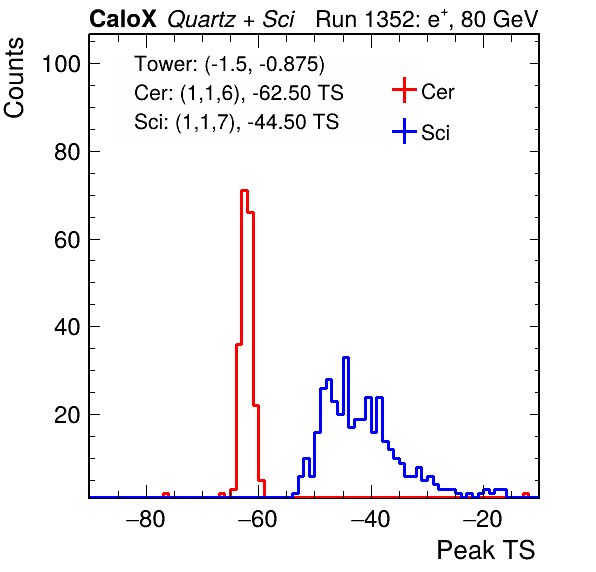 CaloX Quartz + Sci Run 1352: e⁺, 80 GeV
Counts
Tower: (-1.5, -0.875)
Cer: (1,1,6), -62.50 TS
Sci: (1,1,7), -44.50 TS
Cer
Sci
100
80
60
40
20
−80 −60 −40 −20
Peak TS